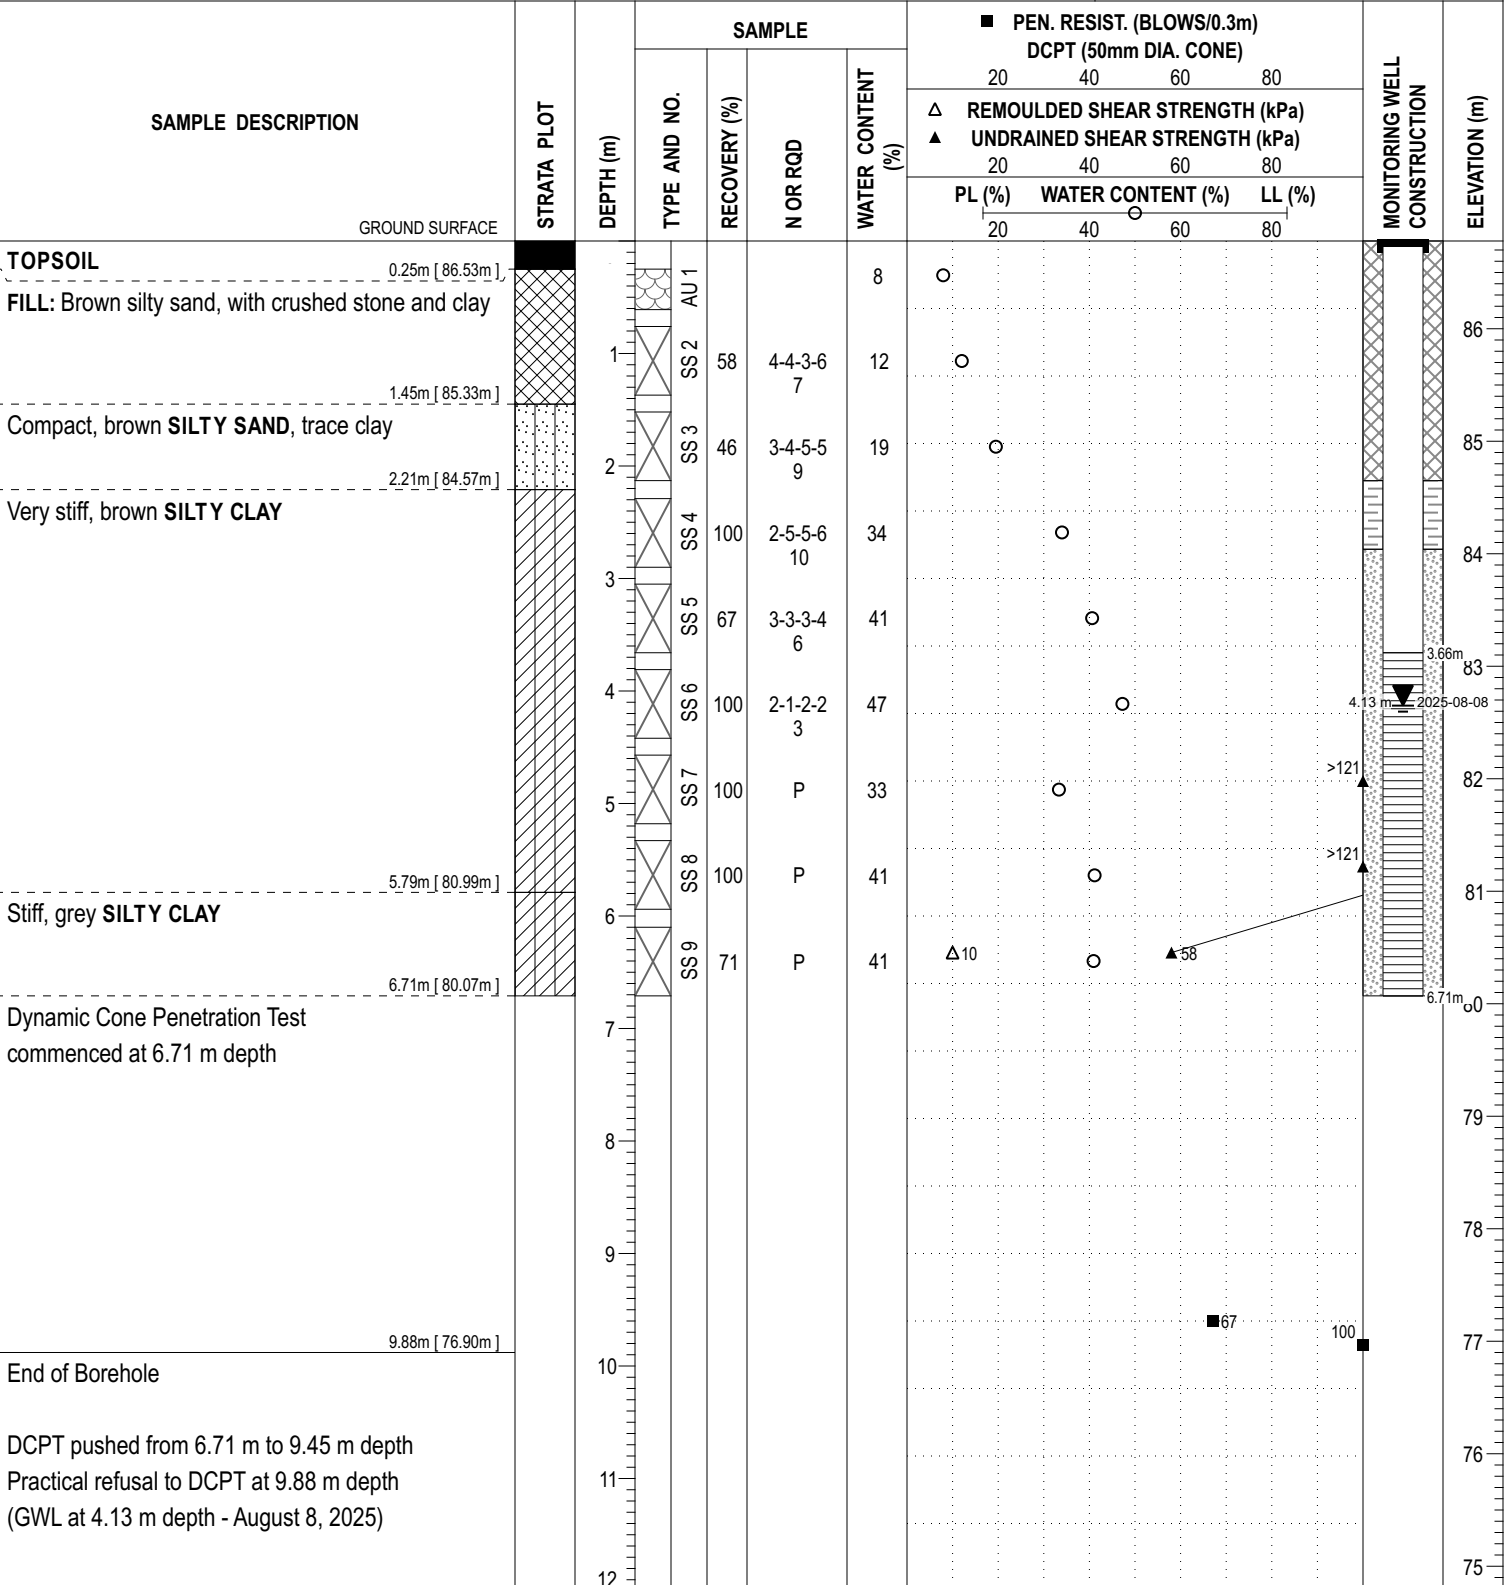 SAMPLE DESCRIPTION
GROUND SURFACE
STRATA PLOT
DEPTH (m)
SAMPLE
TYPE AND NO.
RECOVERY (%)
N OR RQD
WATER CONTENT
(%)
■ PEN. RESIST. (BLOWS/0.3m)
DCPT (50mm DIA. CONE)
20 40 60 80
△ REMOULDED SHEAR STRENGTH (kPa)
▲ UNDRAINED SHEAR STRENGTH (kPa)
20 40 60 80
PL (%) WATER CONTENT (%) LL (%)
20 40 60 80
MONITORING WELL
CONSTRUCTION
ELEVATION (m)
TOPSOIL
0.25m [ 86.53m ]
AU 1 8
FILL: Brown silty sand, with crushed stone and clay
86
1 SS 2 58 4-4-3-6 12
7
1.45m [ 85.33m ]
Compact, brown SILTY SAND, trace clay
85
2 SS 3 46 3-4-5-5 19
9
2.21m [ 84.57m ]
Very stiff, brown SILTY CLAY
SS 4 100 2-5-5-6 34
10
84
3
SS 5 67 3-3-3-4 41
6
3.66m
83
4 SS 6 100 2-1-2-2 47
3
4.13 m 2025-08-08
>121
82
SS 7 100 P 33
5
>121
SS 8 100 P 41
5.79m [ 80.99m ]
81
Stiff, grey SILTY CLAY
6
SS 9 71 P 41
10 58
6.71m [ 80.07m ]
6.71m
80
Dynamic Cone Penetration Test
7
commenced at 6.71 m depth
79
8
78
9
67
100
77
9.88m [ 76.90m ]
10
End of Borehole
DCPT pushed from 6.71 m to 9.45 m depth
76
Practical refusal to DCPT at 9.88 m depth
11
(GWL at 4.13 m depth - August 8, 2025)
75
12